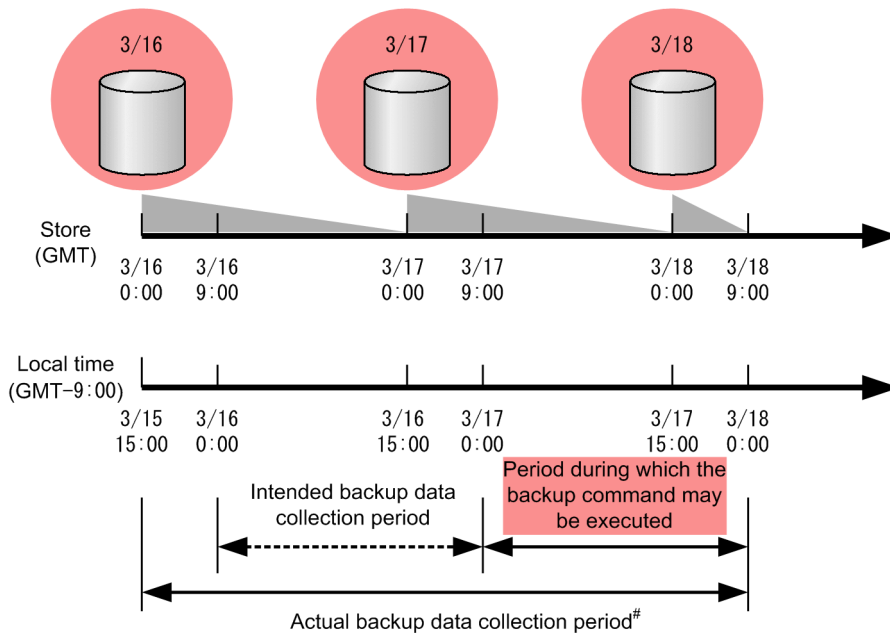 3/16 3/17 3/18
Store
(GMT)
3/16 3/16 3/17 3/17 3/18 3/18
0:00 9:00 0:00 9:00 0:00 9:00
Local time
(GMT-9:00)
3/15 3/16 3/16 3/17 3/17 3/18
15:00 0:00 15:00 0:00 15:00 0:00
Intended backup data
collection period
Period during which the
backup command may
be executed
Actual backup data collection period#